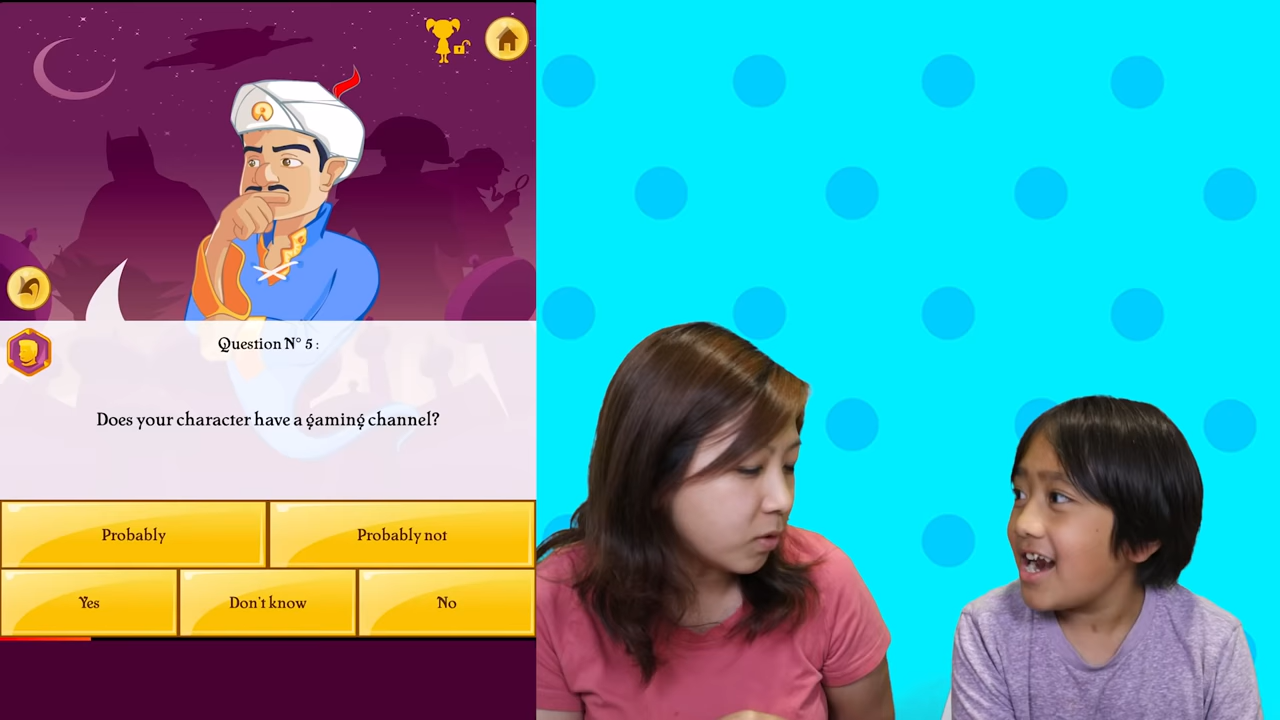 Question N° 5 :
Does your character have a gaming channel?
Probably
Probably not
Yes
Don't know
No